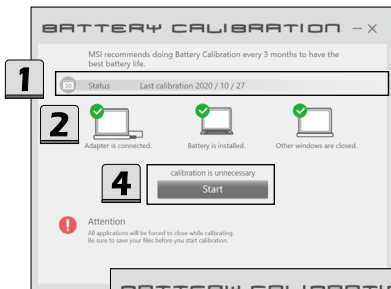 BATTERY CALIBRATION
MSI recommends doing Battery Calibration every 3 months to have the
best battery life.
1
Status Last calibration 2020 / 10 / 27
2
Adapter is connected. Battery is installed. Other windows are closed.
4
calibration is unnecessary
Start
Attention
All applications will be forced to close while calibrating.
Be sure to save your files before you start calibration.